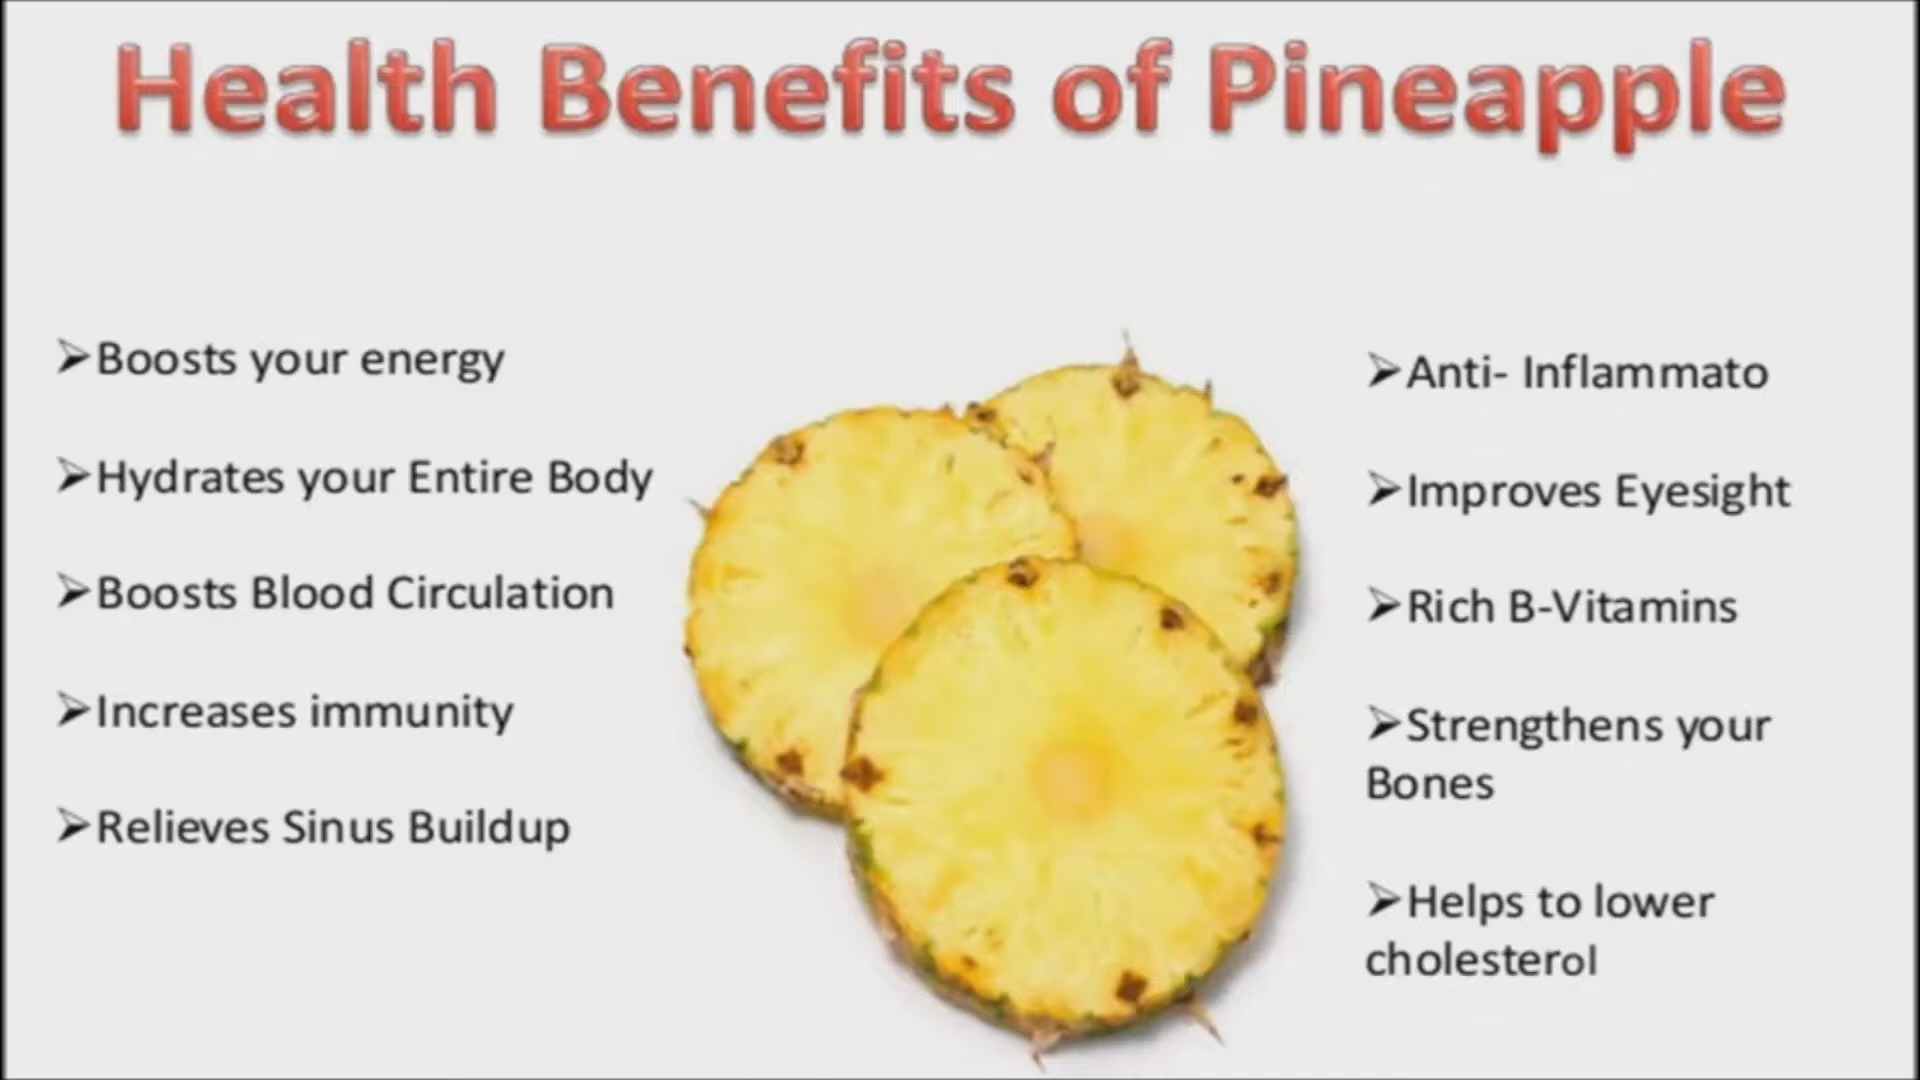 Health Benefits of Pineapple
➢Boosts your energy
➢Hydrates your Entire Body
➢Boosts Blood Circulation
➢Increases immunity
➢Relieves Sinus Buildup
➢Anti- Inflammato
➢Improves Eyesight
➢Rich B-Vitamins
➢Strengthens your
Bones
➢Helps to lower
cholesterol